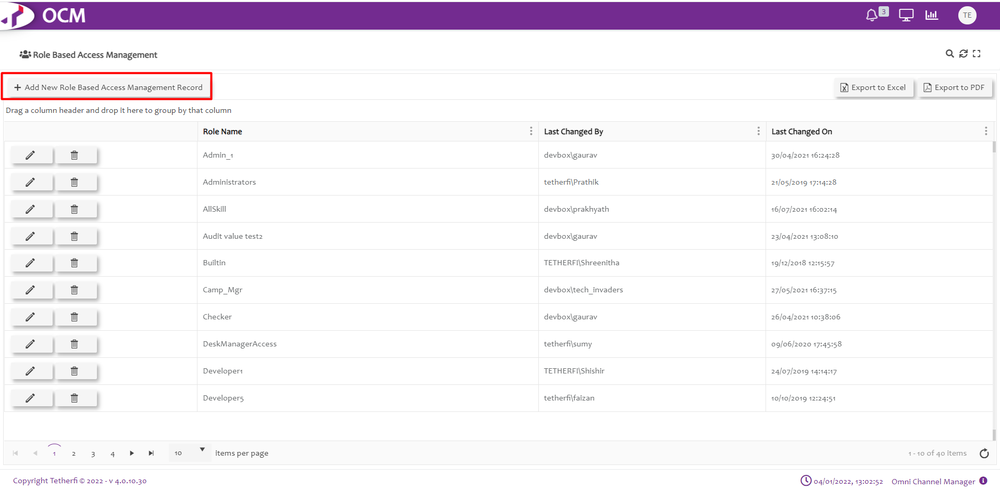 OCM
3
TE
Role Based Access Management
Add New Role Based Access Management Record
Export to Excel
Export to PDF
Drag a column header and drop it here to group by that column
Role Name Last Changed By Last Changed On
Admin_1 devbox\gaurav 30/04/2021 16:24:28
Administrators tetherfi\Prathik 21/05/2019 17:14:28
AllSkill devbox\prakhyath 16/07/2021 16:02:14
Audit value test2 devbox\gaurav 23/04/2021 13:08:10
Builtin TETHERFI\Shreenitha 19/12/2018 12:15:57
Camp_Mgr devbox\tech_invaders 27/05/2021 16:37:15
Checker devbox\gaurav 26/04/2021 10:38:06
DeskManagerAccess tetherfi\sumy 09/06/2020 17:45:58
Developer1 TETHERFI\Shishir 24/07/2019 14:14:17
Developer5 tetherfi\faizan 10/10/2019 12:24:51
1 2 3 4 10 items per page 1 - 10 of 40 items
Copyright Tetherfi © 2022 - v 4.0.10.30 04/01/2022, 13:02:52 Omni Channel Manager